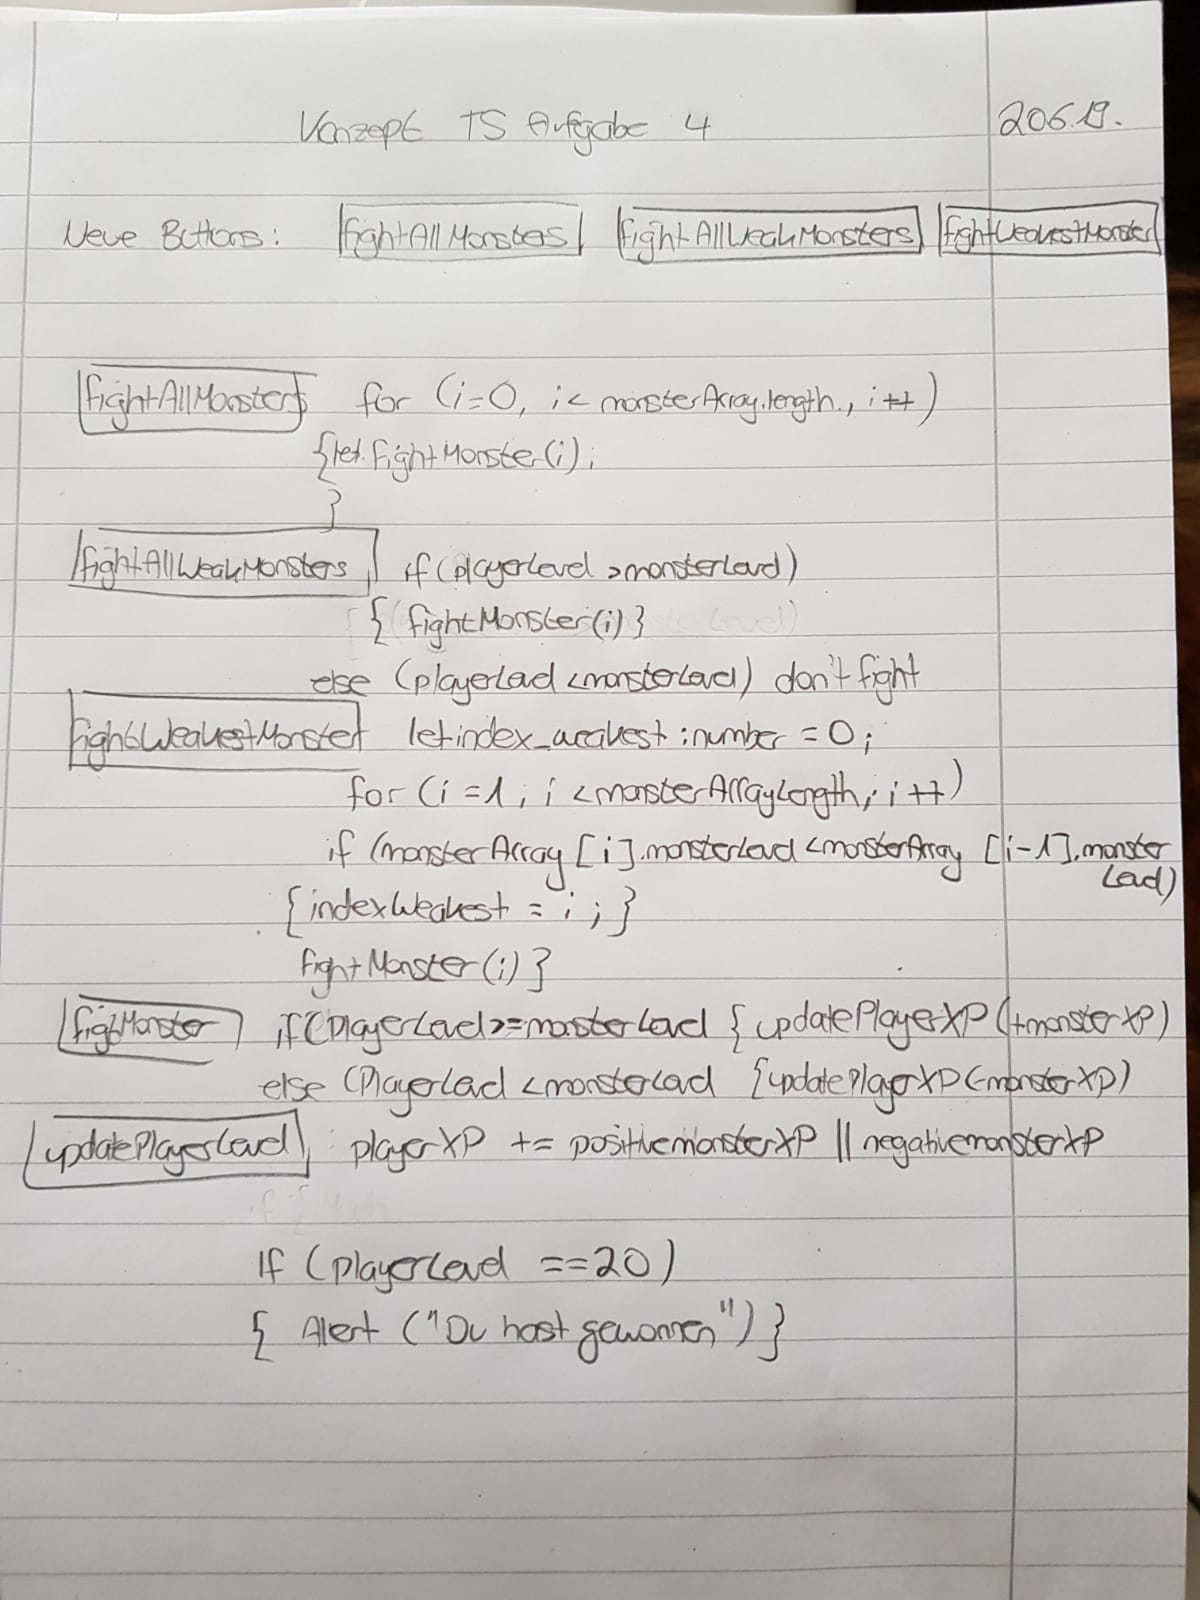 Konzept TS Aufgabe 4 20.6.19.
Neue Buttons: fightAllMonsters fightAllWeakMonsters fightWeakestMonster
fightAllMonsters for (i=0, i< monsterArray.length., i++)
{let.fightMonster(i);
}
fightAllWeakMonsters if (playerLevel >monsterLevel)
{ fightMonster(i) }
else (playerLevel <monsterLevel) don't fight
fightWeakestMonster let index_weakest :number = 0;
for (i =1; i <monsterArrayLength; i++)
if (monsterArray [i].monsterLevel <monsterArray [i-1].monster
Level)
{indexWeakest = i; }
fightMonster(i) }
fightMonster if (PlayerLevel>=monsterLevel { updatePlayerXP (+monsterXP)
else (PlayerLevel <monsterLevel {updatePlayerXP(-monsterXP)
updatePlayerLevel : playerXP += positivemonsterXP || negativemonsterXP
If (playerLevel ==20)
{ Alert ("Du hast gewonnen") }